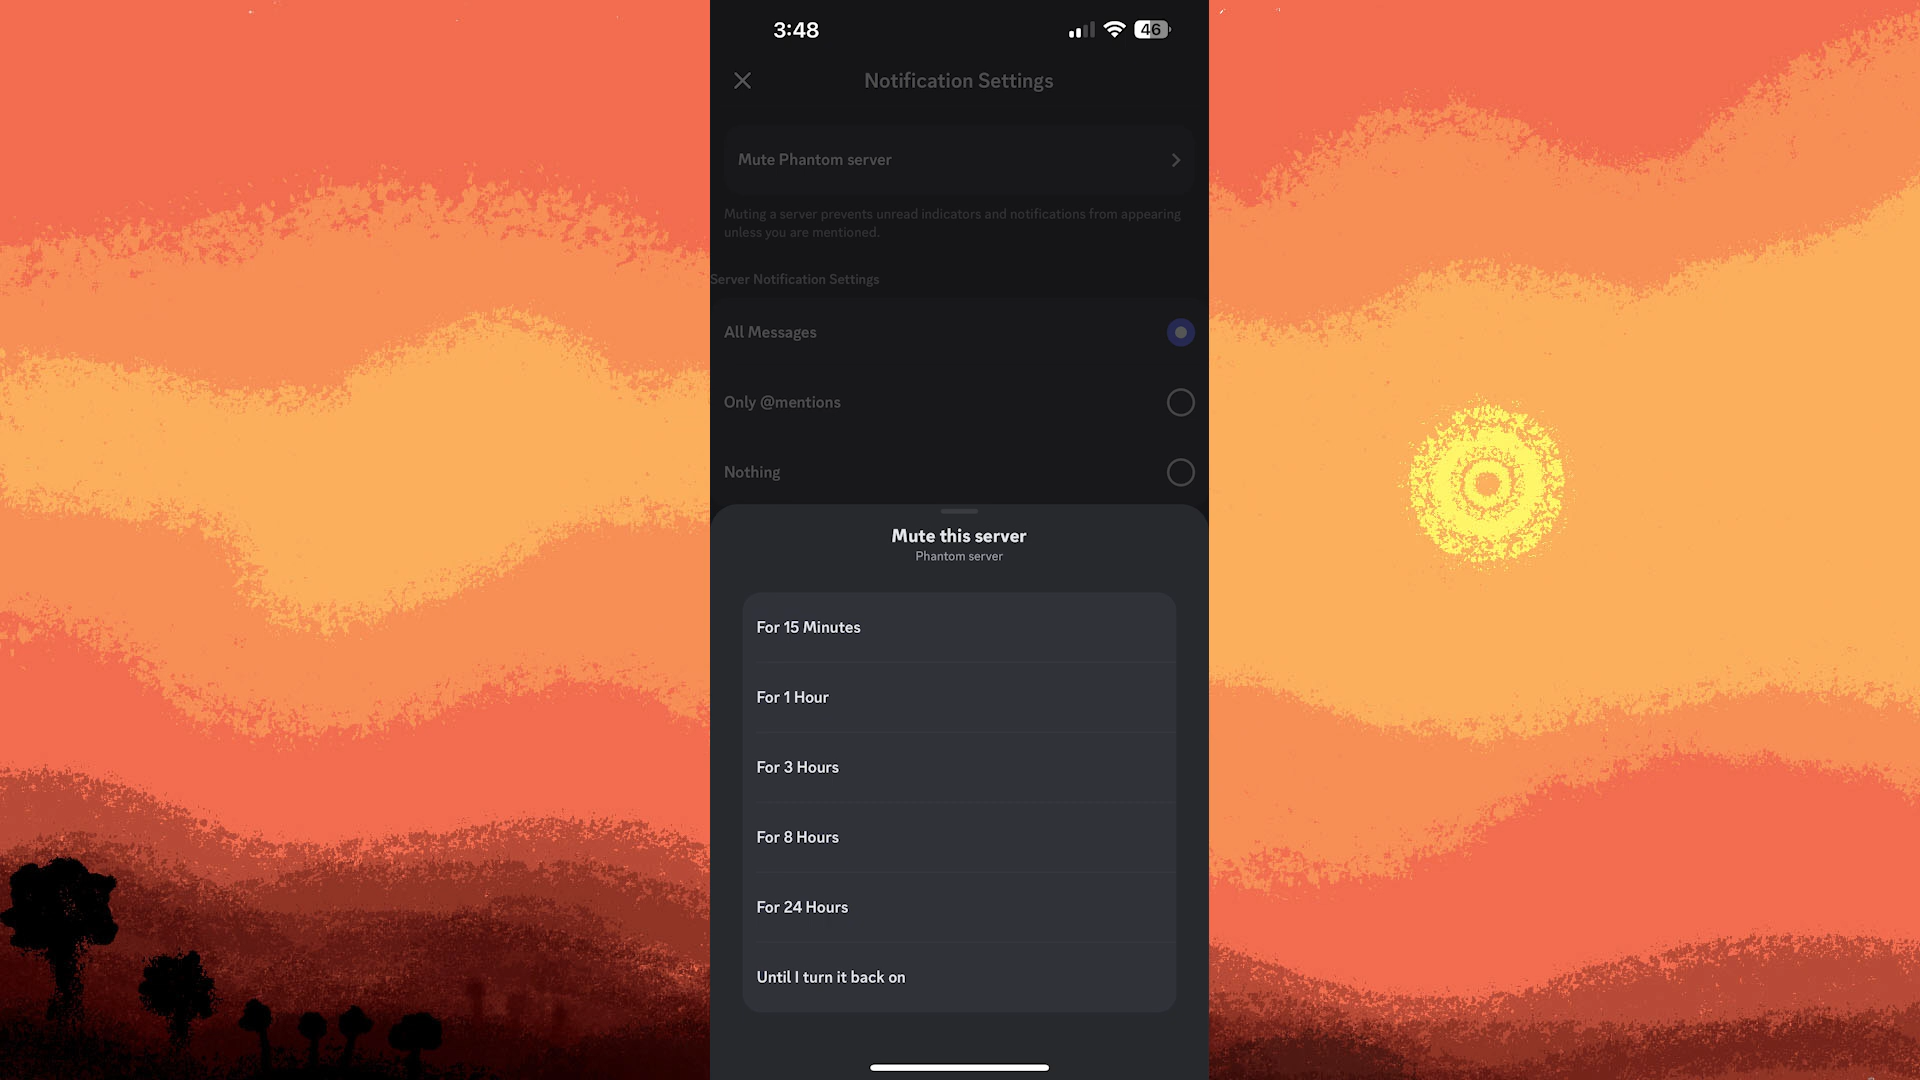 3:48
46
Notification Settings
Mute Phantom server
Muting a server prevents unread indicators and notifications from appearing
unless you are mentioned.
Server Notification Settings
All Messages
Only @mentions
Nothing
Mute this server
Phantom server
For 15 Minutes
For 1 Hour
For 3 Hours
For 8 Hours
For 24 Hours
Until I turn it back on